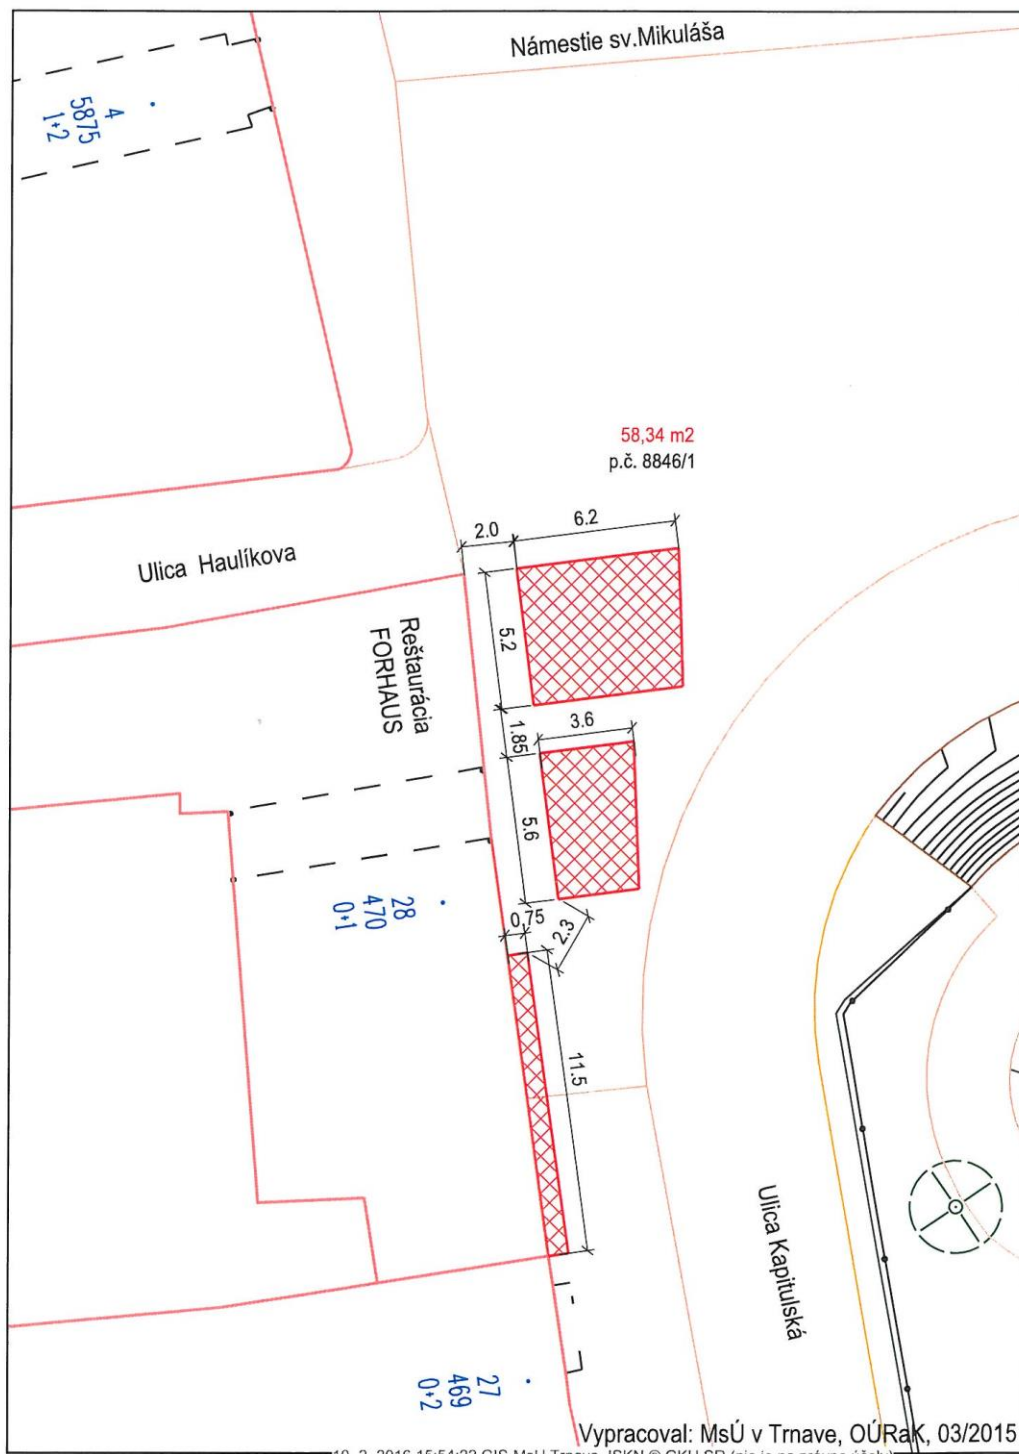 Námestie sv.Mikuláša
4
5875
1+2
58,34 m2
p.č. 8846/1
2.0
6.2
Ulica Haulíkova
5.2
Reštaurácia
FORHAUS
1.85
3.6
5.6
28
470
0+1
0.75
2.3
11.5
Ulica Kapitulská
27
469
0+2
Vypracoval: MsÚ v Trnave, OÚRaK, 03/2015